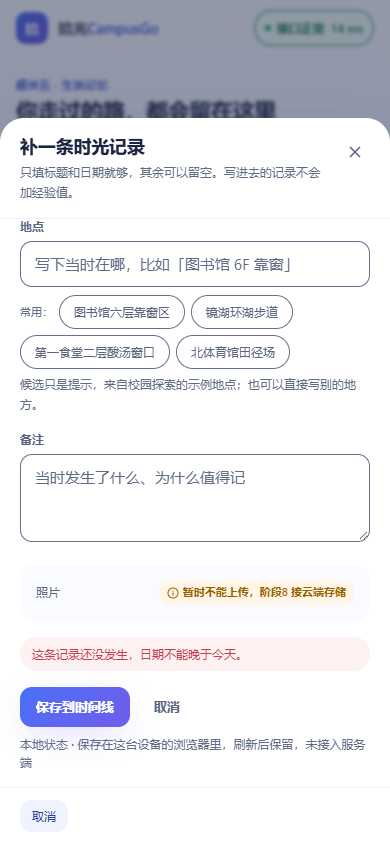 拾 拾光CampusGo
接口正常 14 ms
模块五 · 生活记忆
你走过的路，都会留在这里
补一条时光记录
只填标题和日期就够，其余可以留空。写进去的记录不会
加经验值。
地点
写下当时在哪，比如「图书馆 6F 靠窗」
常用：
图书馆六层靠窗区
镜湖环湖步道
第一食堂二层酸汤窗口
北体育馆田径场
候选只是提示，来自校园探索的示例地点；也可以直接写别的地
方。
备注
当时发生了什么、为什么值得记
照片
暂时不能上传，阶段8 接云端存储
这条记录还没发生，日期不能晚于今天。
保存到时间线
取消
本地状态 · 保存在这台设备的浏览器里，刷新后保留，未接入服务
端
取消